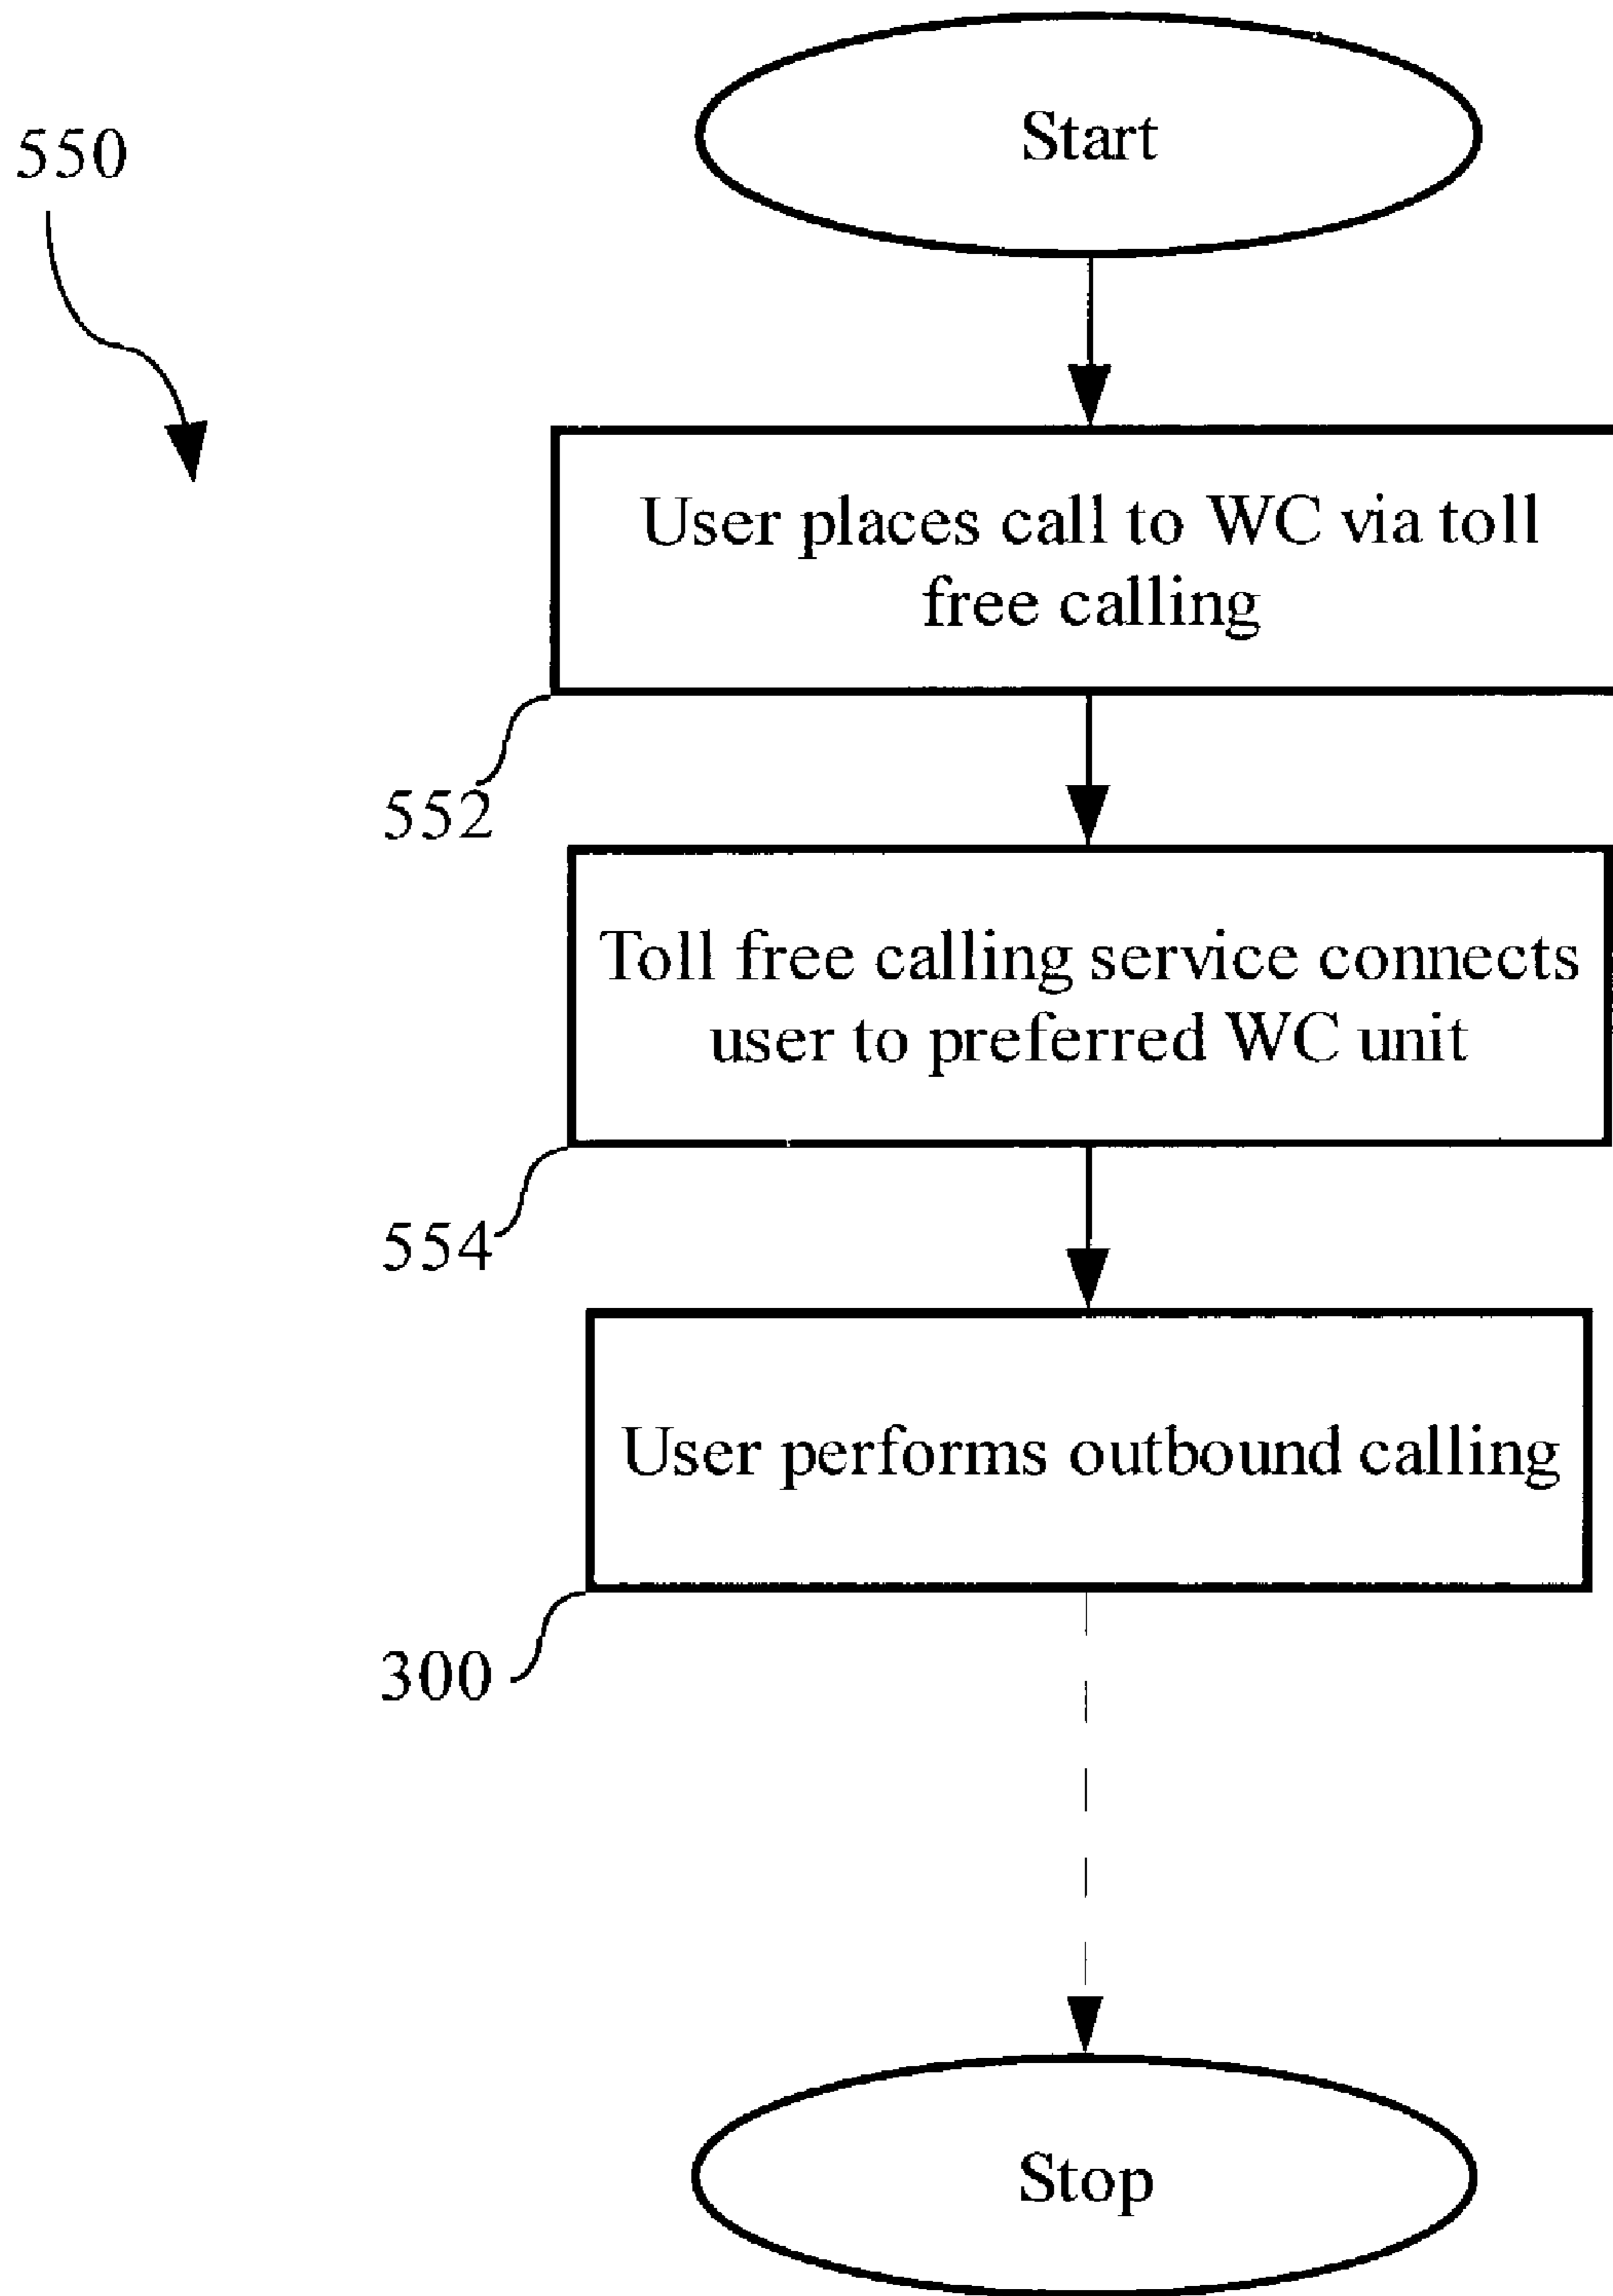 Start
550
User places call to WC via toll
free calling
552
Toll free calling service connects
user to preferred WC unit
554
User performs outbound calling
300
Stop